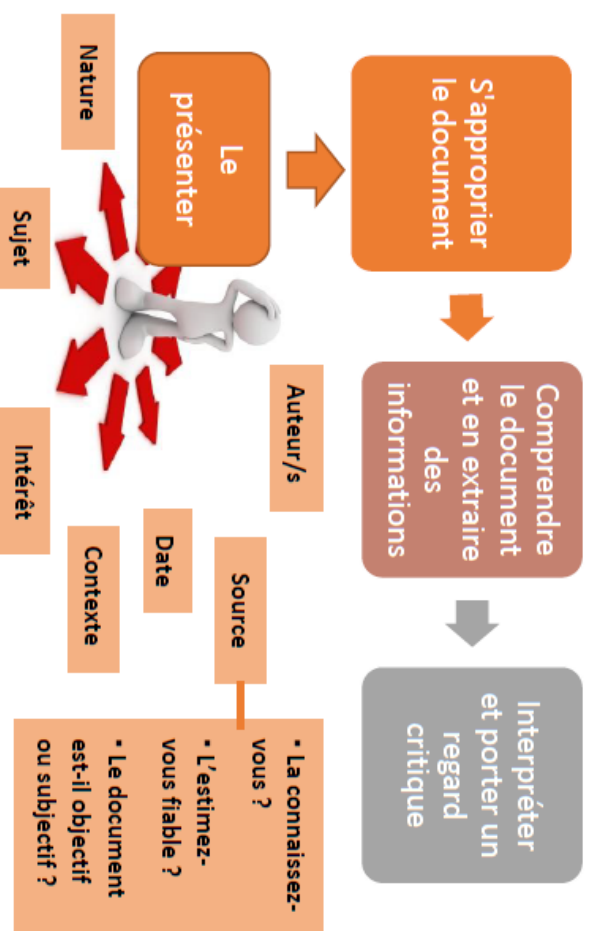 S'approprier
le document
Comprendre
le document
et en extraire
des
informations
Interpréter
et porter un
regard
critique
Le
présenter
Auteur/s
Source
▪ La connaissez-
vous ?
▪ L'estimez-
vous fiable ?
▪ Le document
est-il objectif
ou subjectif ?
Date
Contexte
Nature
Sujet
Intérêt